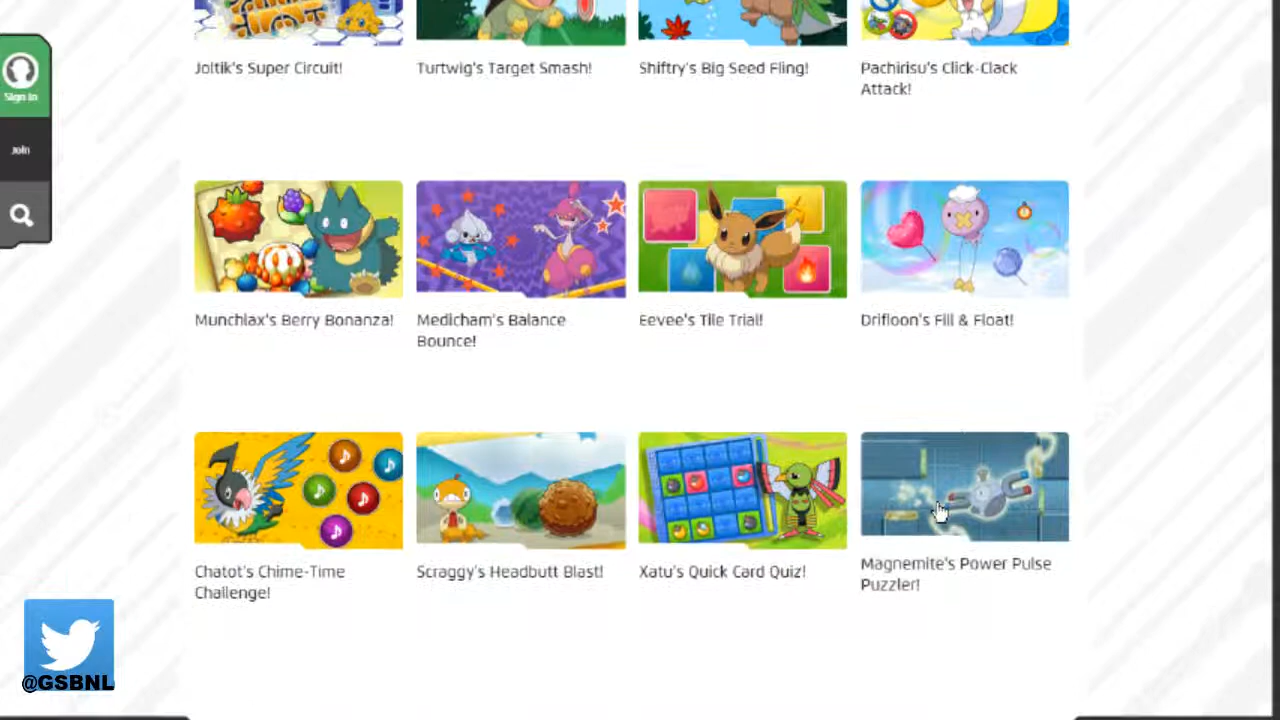 Joltik's Super Circuit!
Turtwig's Target Smash!
Shiftry's Big Seed Fling!
Pachirisu's Click-Clack
Attack!
Sign In
Join
Munchlax's Berry Bonanza!
Medicham's Balance
Bounce!
Eevee's Tile Trial!
Drifloon's Fill & Float!
Chatot's Chime-Time
Challenge!
Scraggy's Headbutt Blast!
Xatu's Quick Card Quiz!
Magnemite's Power Pulse
Puzzler!
@GSBNL